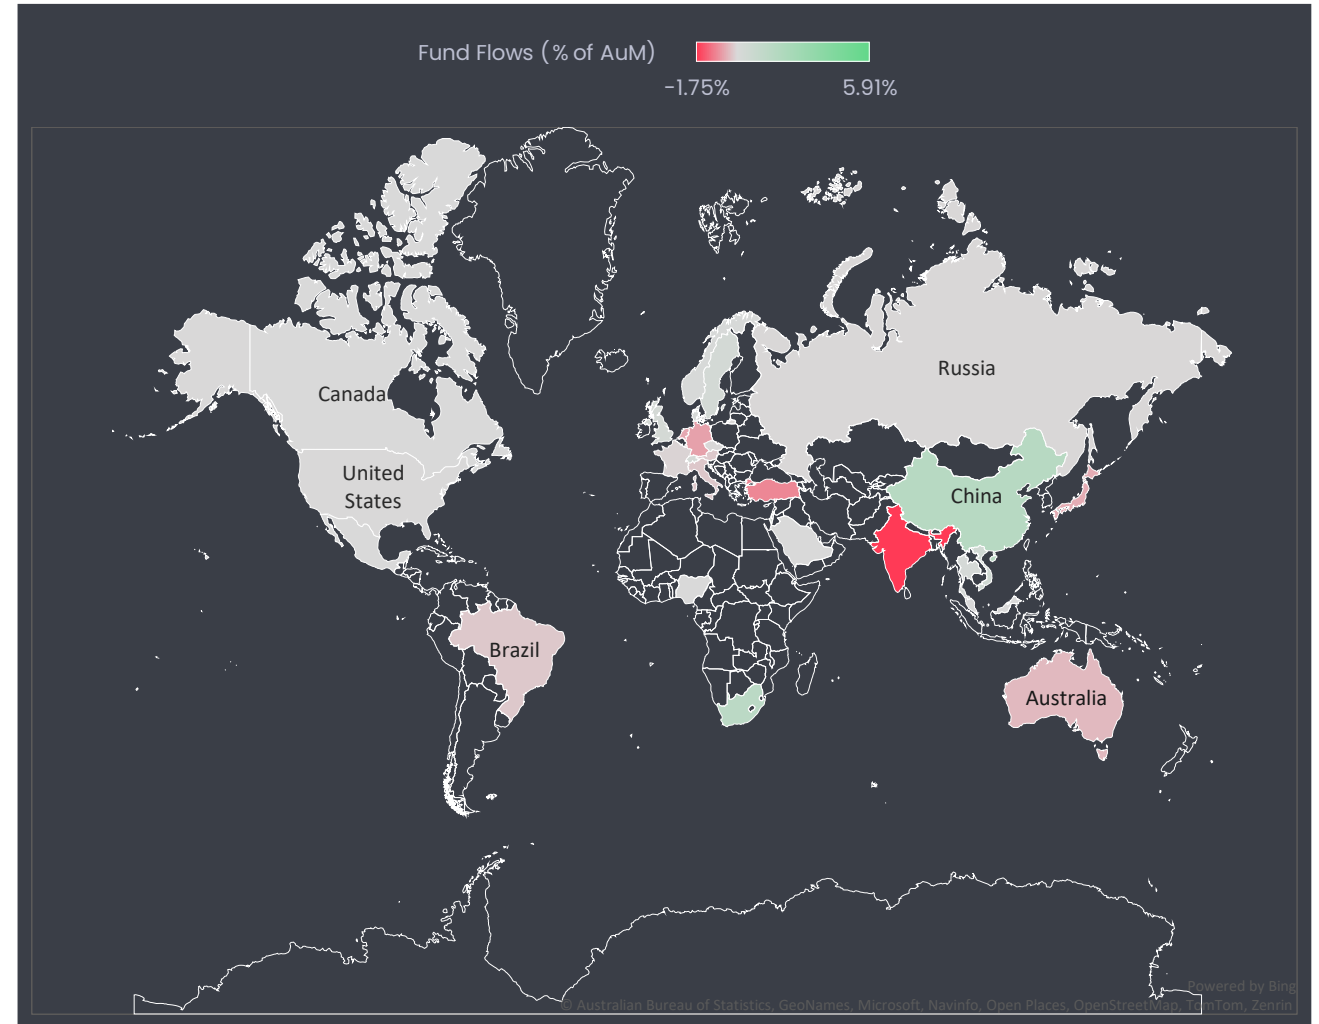 Fund Flows (% of AuM)
-1.75%
5.91%
Canada
United
States
Russia
China
Brazil
Australia
Powered by Bing
© Australian Bureau of Statistics, GeoNames, Microsoft, Navinfo, Open Places, OpenStreetMap, TomTom, Zenrin